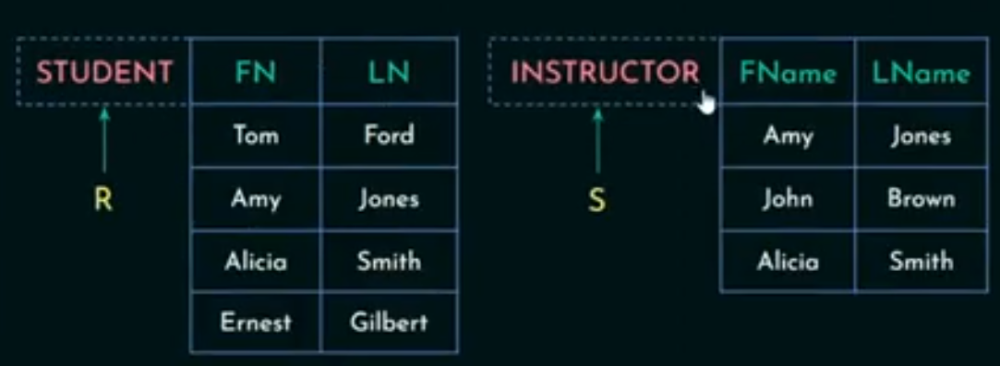 STUDENT FN LN
Tom Ford
Amy Jones
Alicia Smith
Ernest Gilbert
R
INSTRUCTOR FName LName
Amy Jones
John Brown
Alicia Smith
S